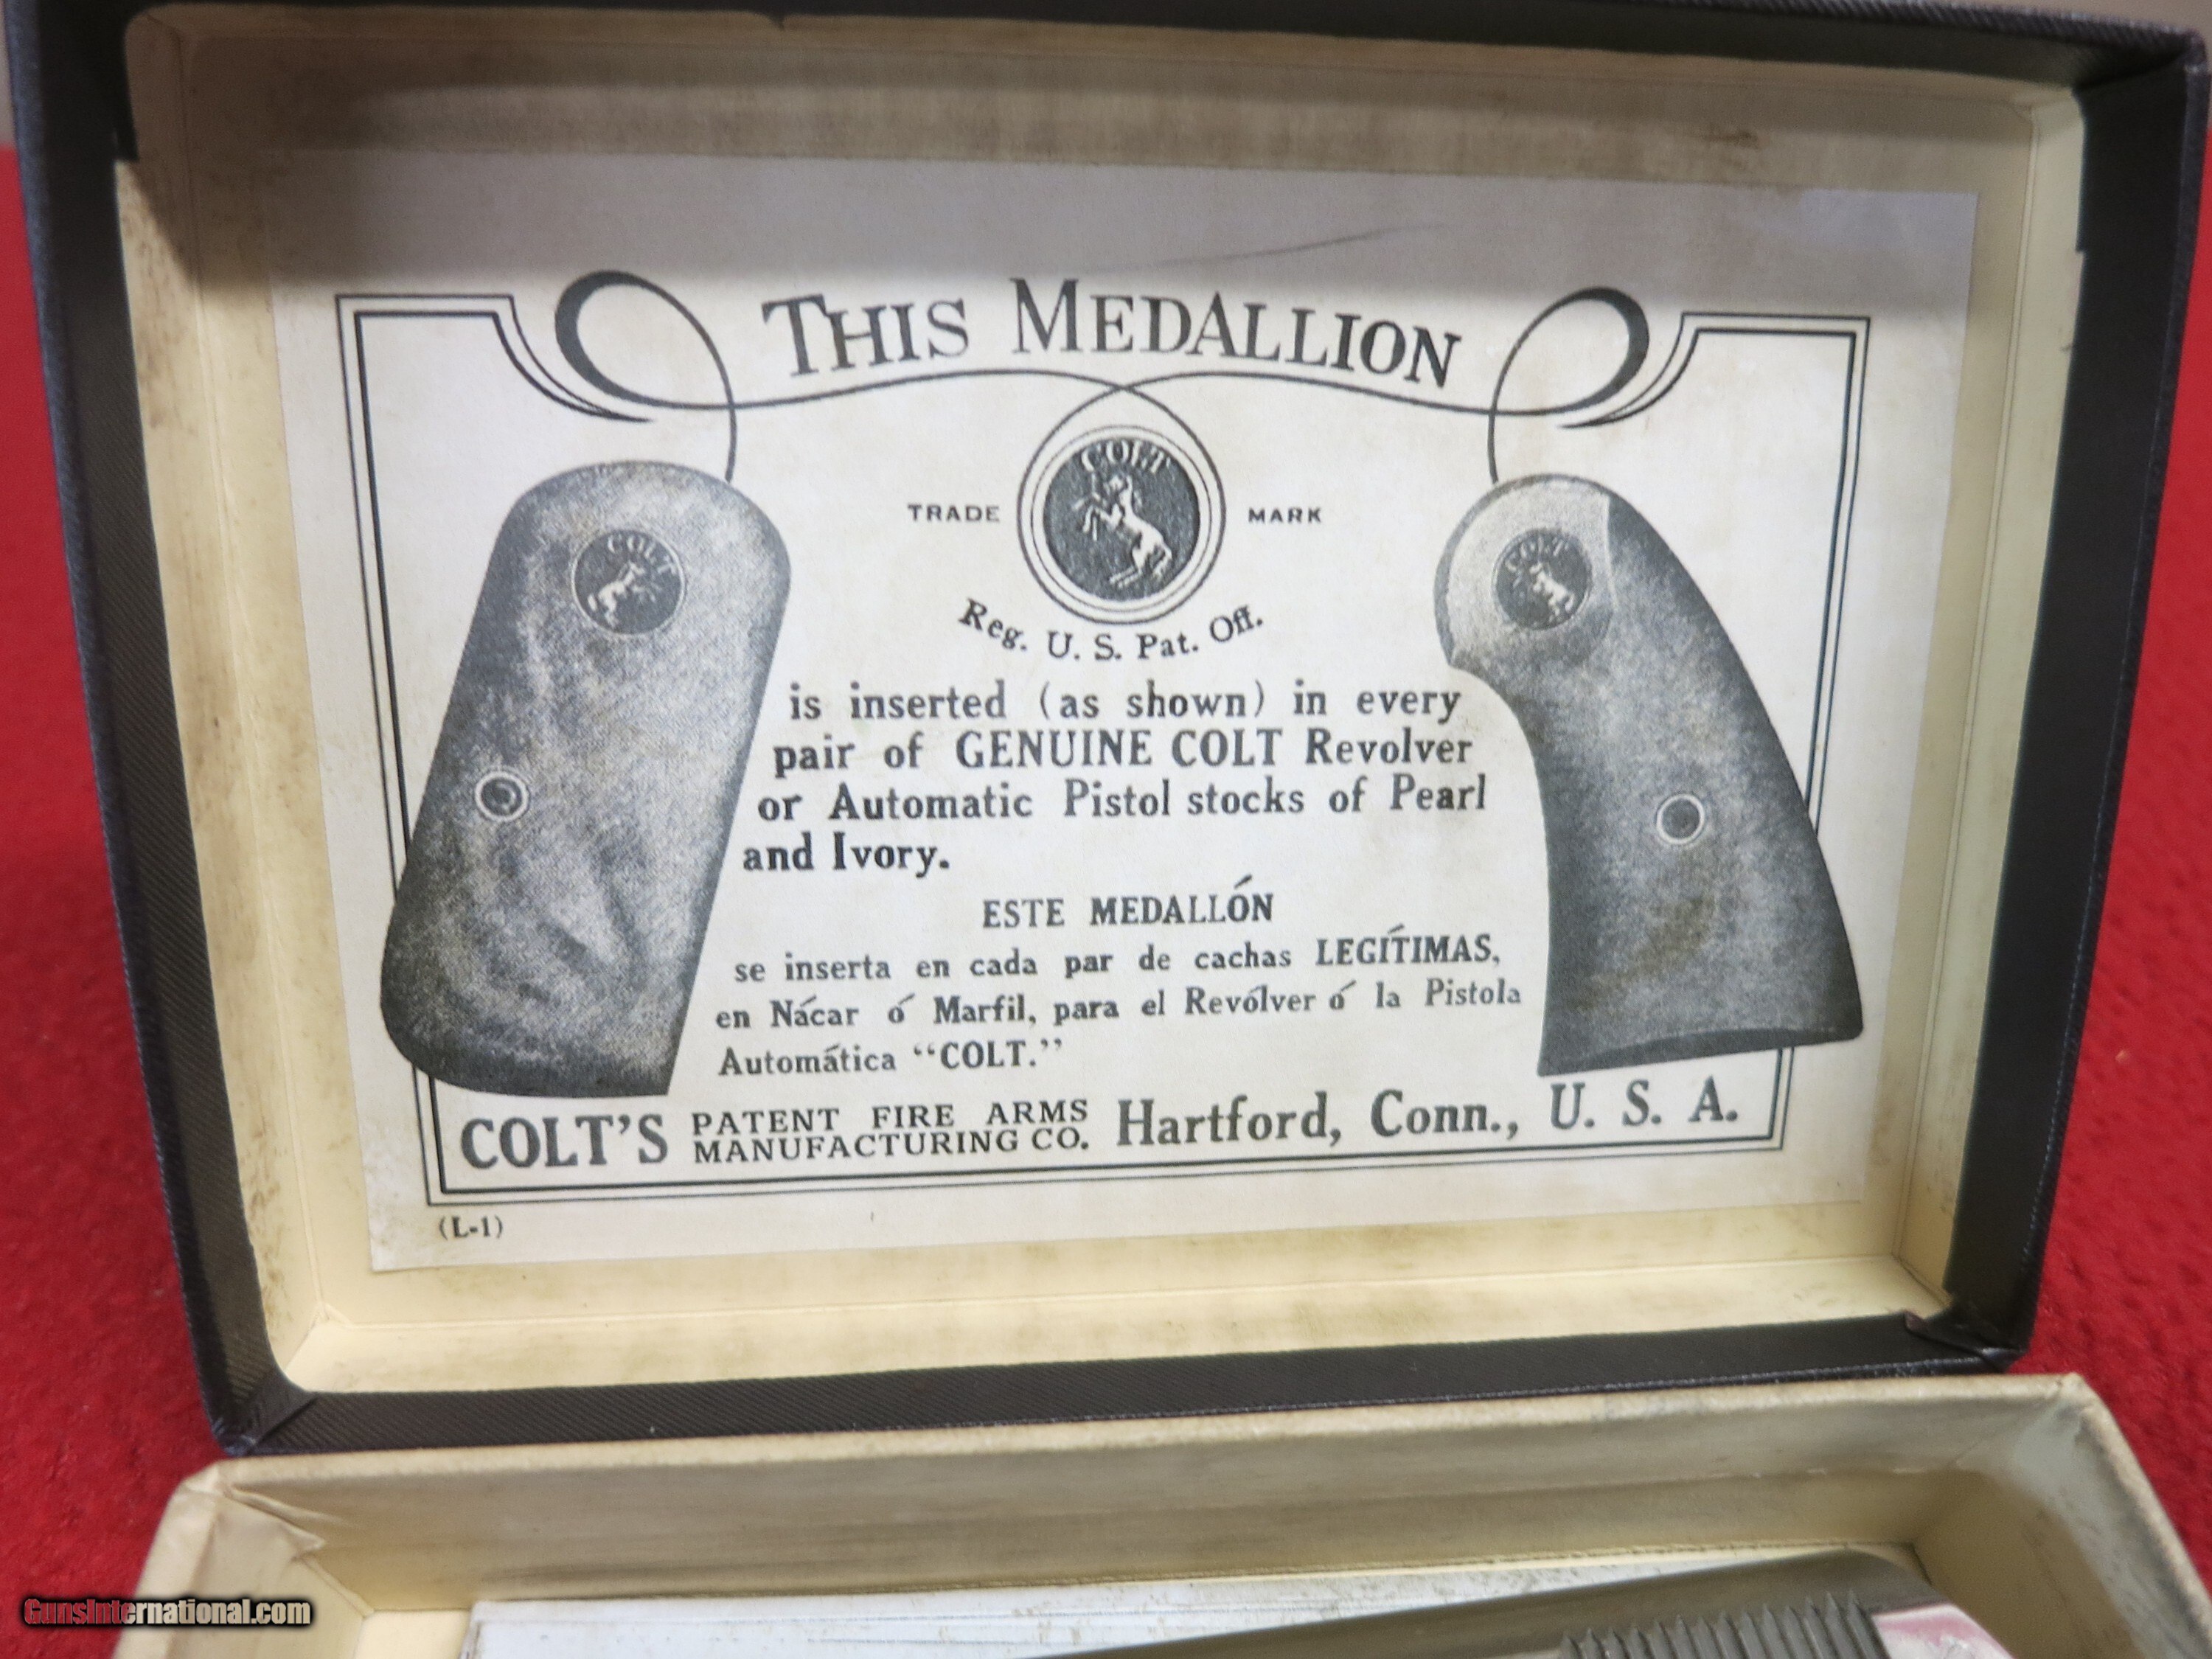 THIS MEDALLION
COLT
TRADE MARK
Reg. U. S. Pat. Off.
COLT
COLT
is inserted (as shown) in every
pair of GENUINE COLT Revolver
or Automatic Pistol stocks of Pearl
and Ivory.
ESTE MEDALLÓN
se inserta en cada par de cachas LEGÍTIMAS,
en Nácar ó Marfil, para el Revólver ó la Pistola
Automática “COLT.”
COLT'S PATENT FIRE ARMS MANUFACTURING CO. Hartford, Conn., U. S. A.
(L-1)
GunsInternational.com